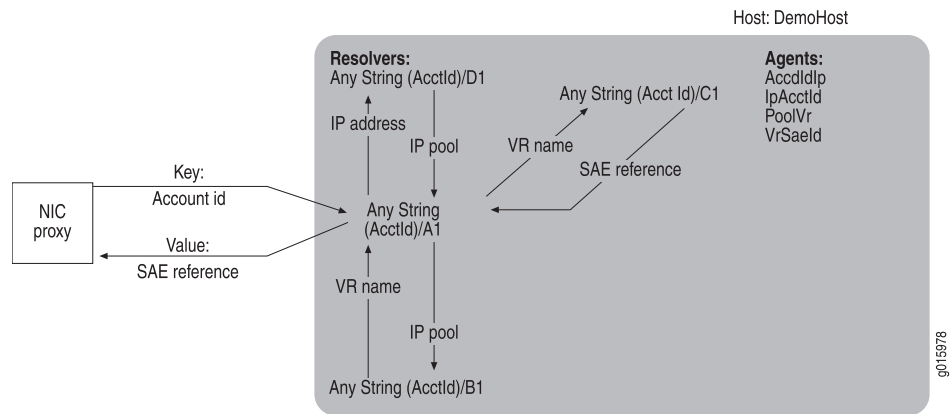 Host: DemoHost
Resolvers:
Any String (AcctId)/D1
Agents:
AccdIdIp
IpAcctId
PoolVr
VrSaeId
Any String (Acct Id)/C1
IP address
IP pool
VR name
SAE reference
Key:
Account id
NIC
proxy
Any String
(AcctId)/A1
Value:
SAE reference
VR name
IP pool
Any String (AcctId)/B1
g015978